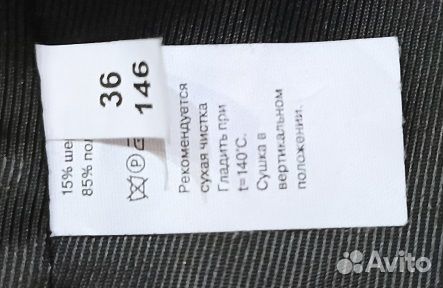 36
146
15% ше
85% пол
Рекомендуется
сухая чистка
Гладить при
t=140°C.
Сушка в
вертикальном
положении.
P
Avito